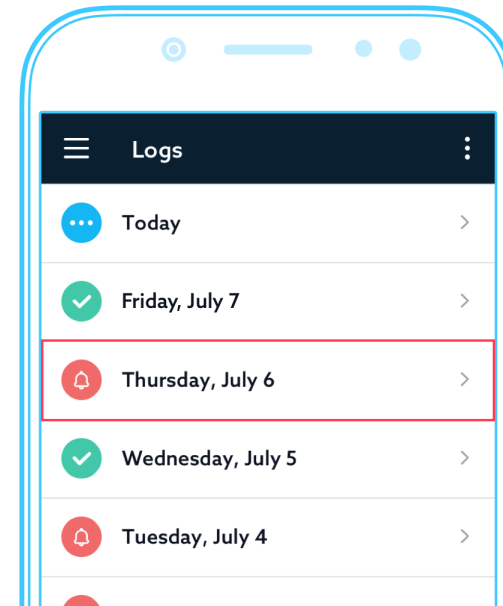 Logs
Today
Friday, July 7
Thursday, July 6
Wednesday, July 5
Tuesday, July 4